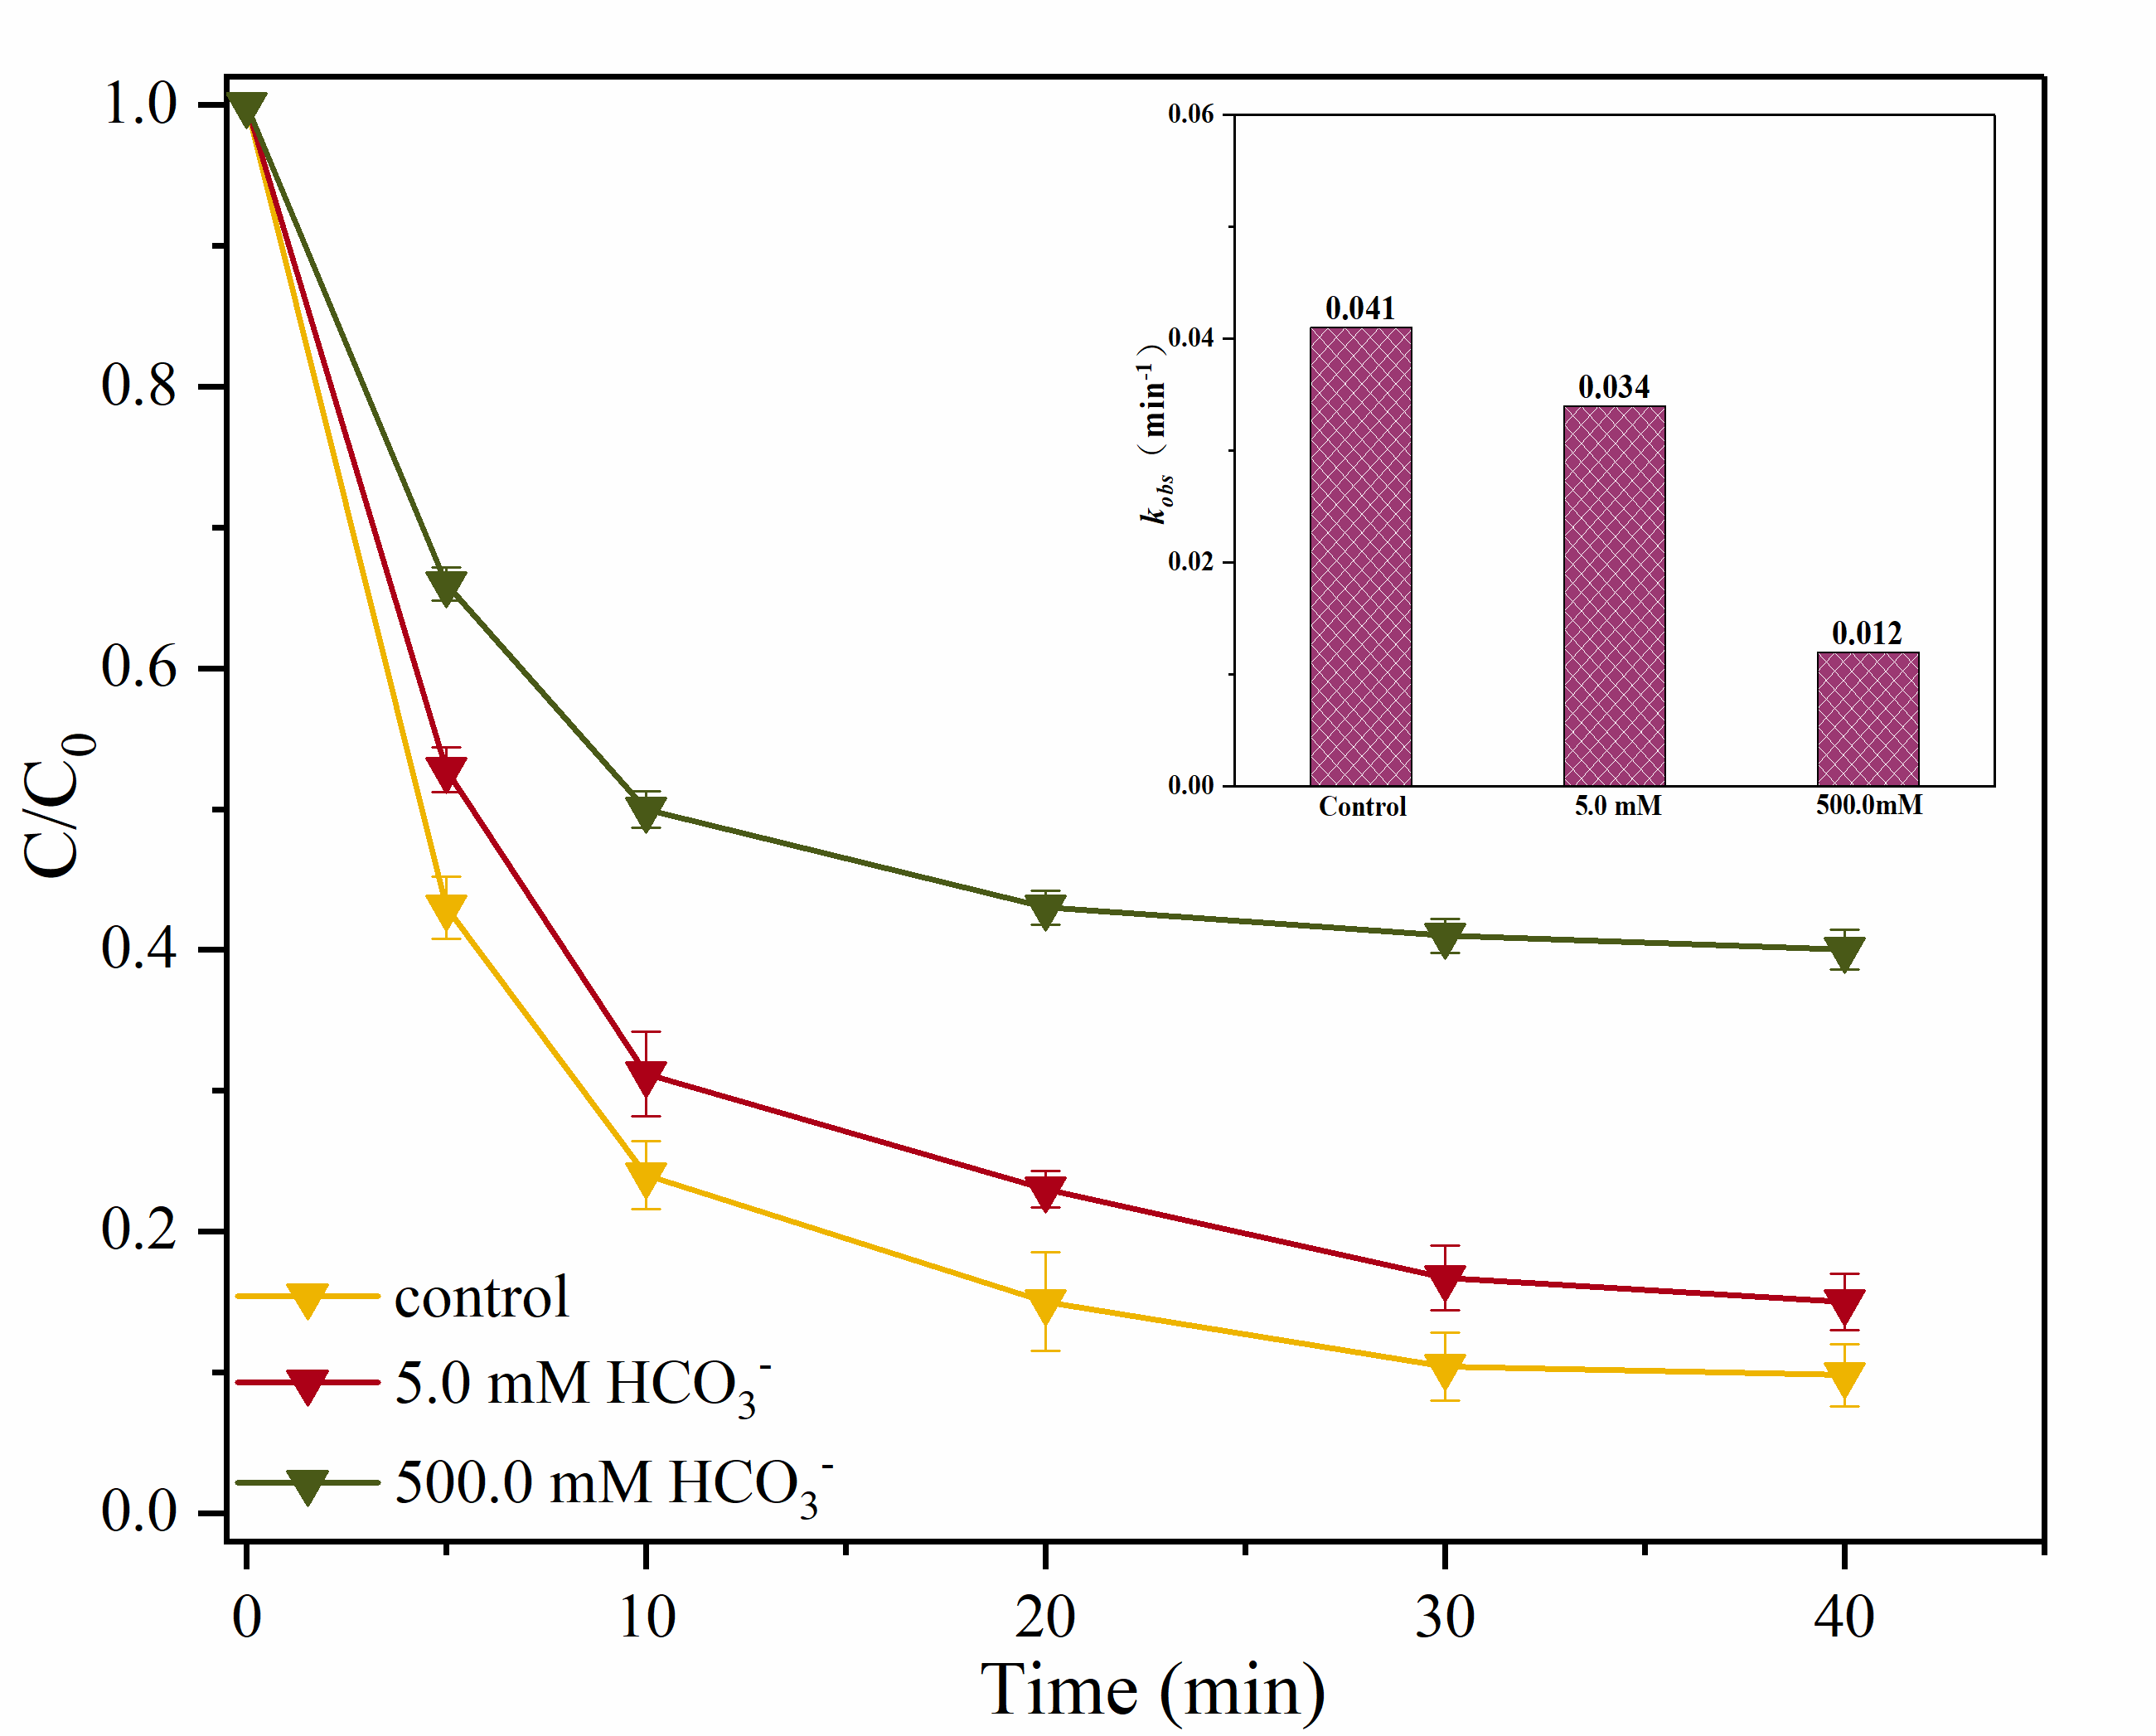 C/C0
1.0
0.8
0.6
0.4
0.2
0.0
control
5.0 mM HCO3-
500.0 mM HCO3-
0 10 20 30 40
Time (min)
kobs (min-1)
0.06
0.04
0.02
0.00
0.041
0.034
0.012
Control 5.0 mM 500.0mM